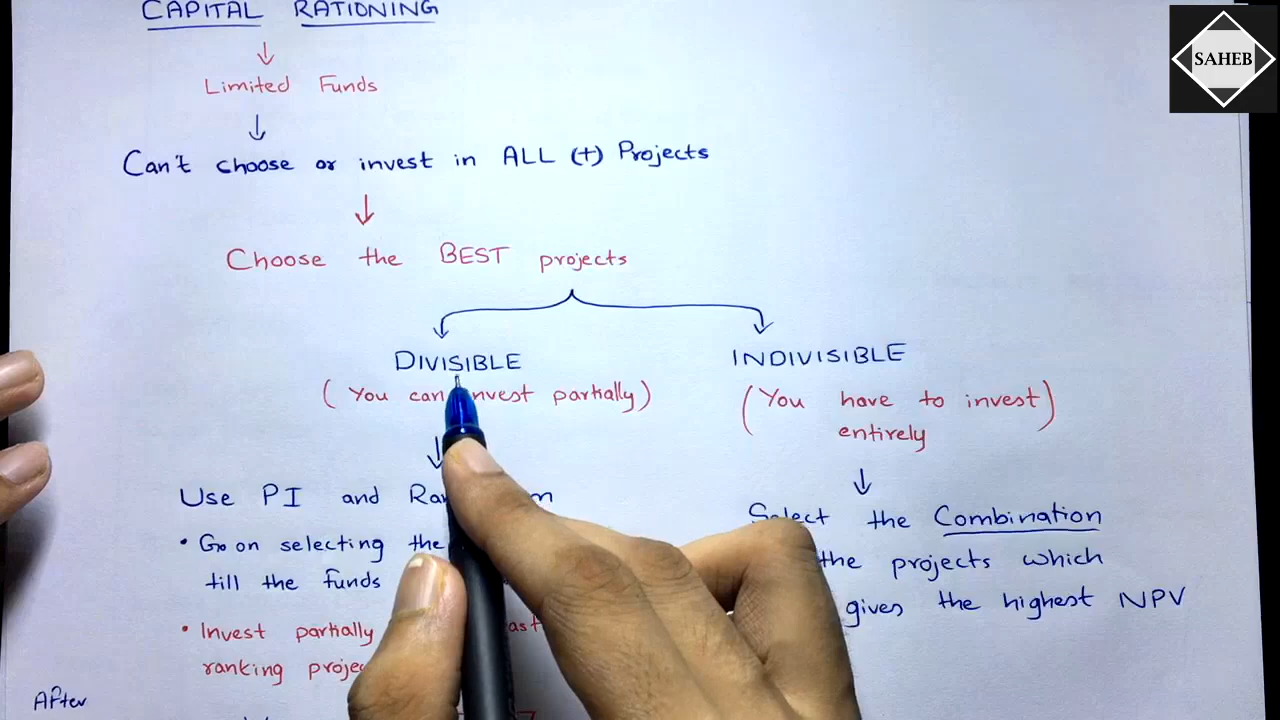 CAPITAL RATIONING
SAHEB
↓
Limited Funds
↓
Can't choose or invest in ALL (+) Projects
↓
Choose the BEST projects
DIVISIBLE
(You can invest partially)
↓
Use PI and
• Go on selecting the
till the funds
• Invest partially
ranking
INDIVISIBLE
(You have to invest
entirely)
↓
Select the Combination
the projects which
gives the highest NPV
After